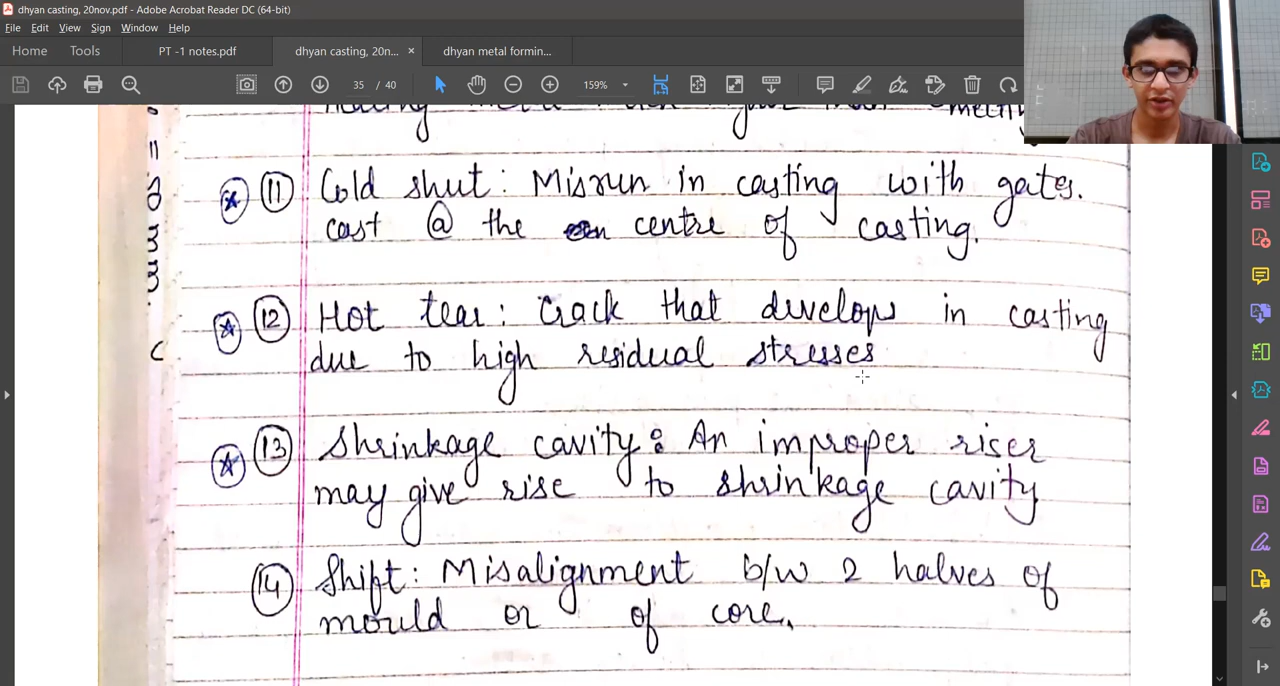 dhyan casting, 20nov.pdf - Adobe Acrobat Reader DC (64-bit)
File Edit View Sign Window Help
Home Tools PT -1 notes.pdf dhyan casting, 20n... × dhyan metal formin...
35 / 40 159%
⑪ Cold shut: Misrun in casting with gates.
cast @ the centre of casting.
⑫ Hot tear: Crack that develops in casting
due to high residual stresses
⑬ Shrinkage cavity: An improper riser
may give rise to shrinkage cavity
⑭ Shift: Misalignment b/w 2 halves of
mould or of core.